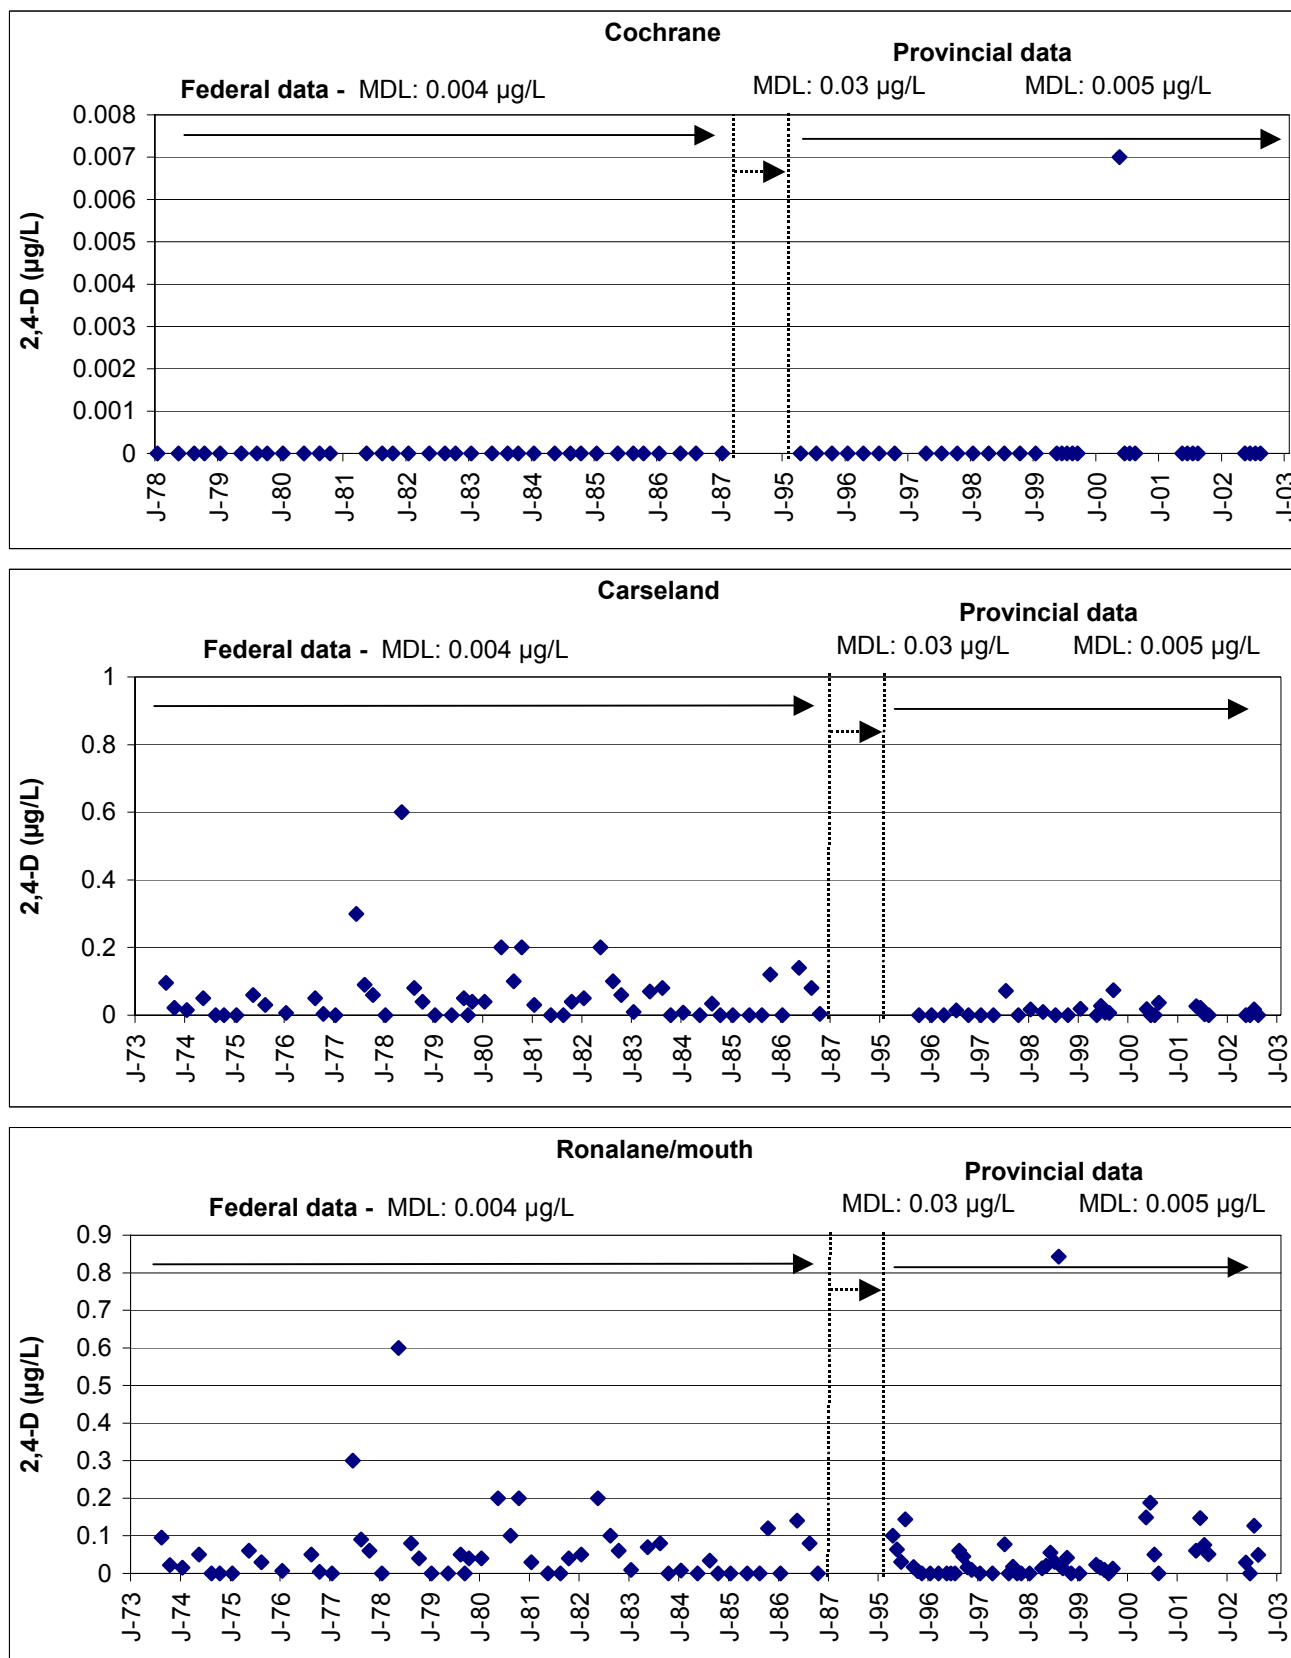 Cochrane
Provincial data
Federal data - MDL: 0.004 µg/L
MDL: 0.03 µg/L MDL: 0.005 µg/L
2,4-D (µg/L)
0.008
0.007
0.006
0.005
0.004
0.003
0.002
0.001
0
J-78 J-79 J-80 J-81 J-82 J-83 J-84 J-85 J-86 J-87 J-95 J-96 J-97 J-98 J-99 J-00 J-01 J-02 J-03
Carseland
Provincial data
Federal data - MDL: 0.004 µg/L
MDL: 0.03 µg/L MDL: 0.005 µg/L
2,4-D (µg/L)
1
0.8
0.6
0.4
0.2
0
J-73 J-74 J-75 J-76 J-77 J-78 J-79 J-80 J-81 J-82 J-83 J-84 J-85 J-86 J-87 J-95 J-96 J-97 J-98 J-99 J-00 J-01 J-02 J-03
Ronalane/mouth
Provincial data
Federal data - MDL: 0.004 µg/L
MDL: 0.03 µg/L MDL: 0.005 µg/L
2,4-D (µg/L)
0.9
0.8
0.7
0.6
0.5
0.4
0.3
0.2
0.1
0
J-73 J-74 J-75 J-76 J-77 J-78 J-79 J-80 J-81 J-82 J-83 J-84 J-85 J-86 J-87 J-95 J-96 J-97 J-98 J-99 J-00 J-01 J-02 J-03